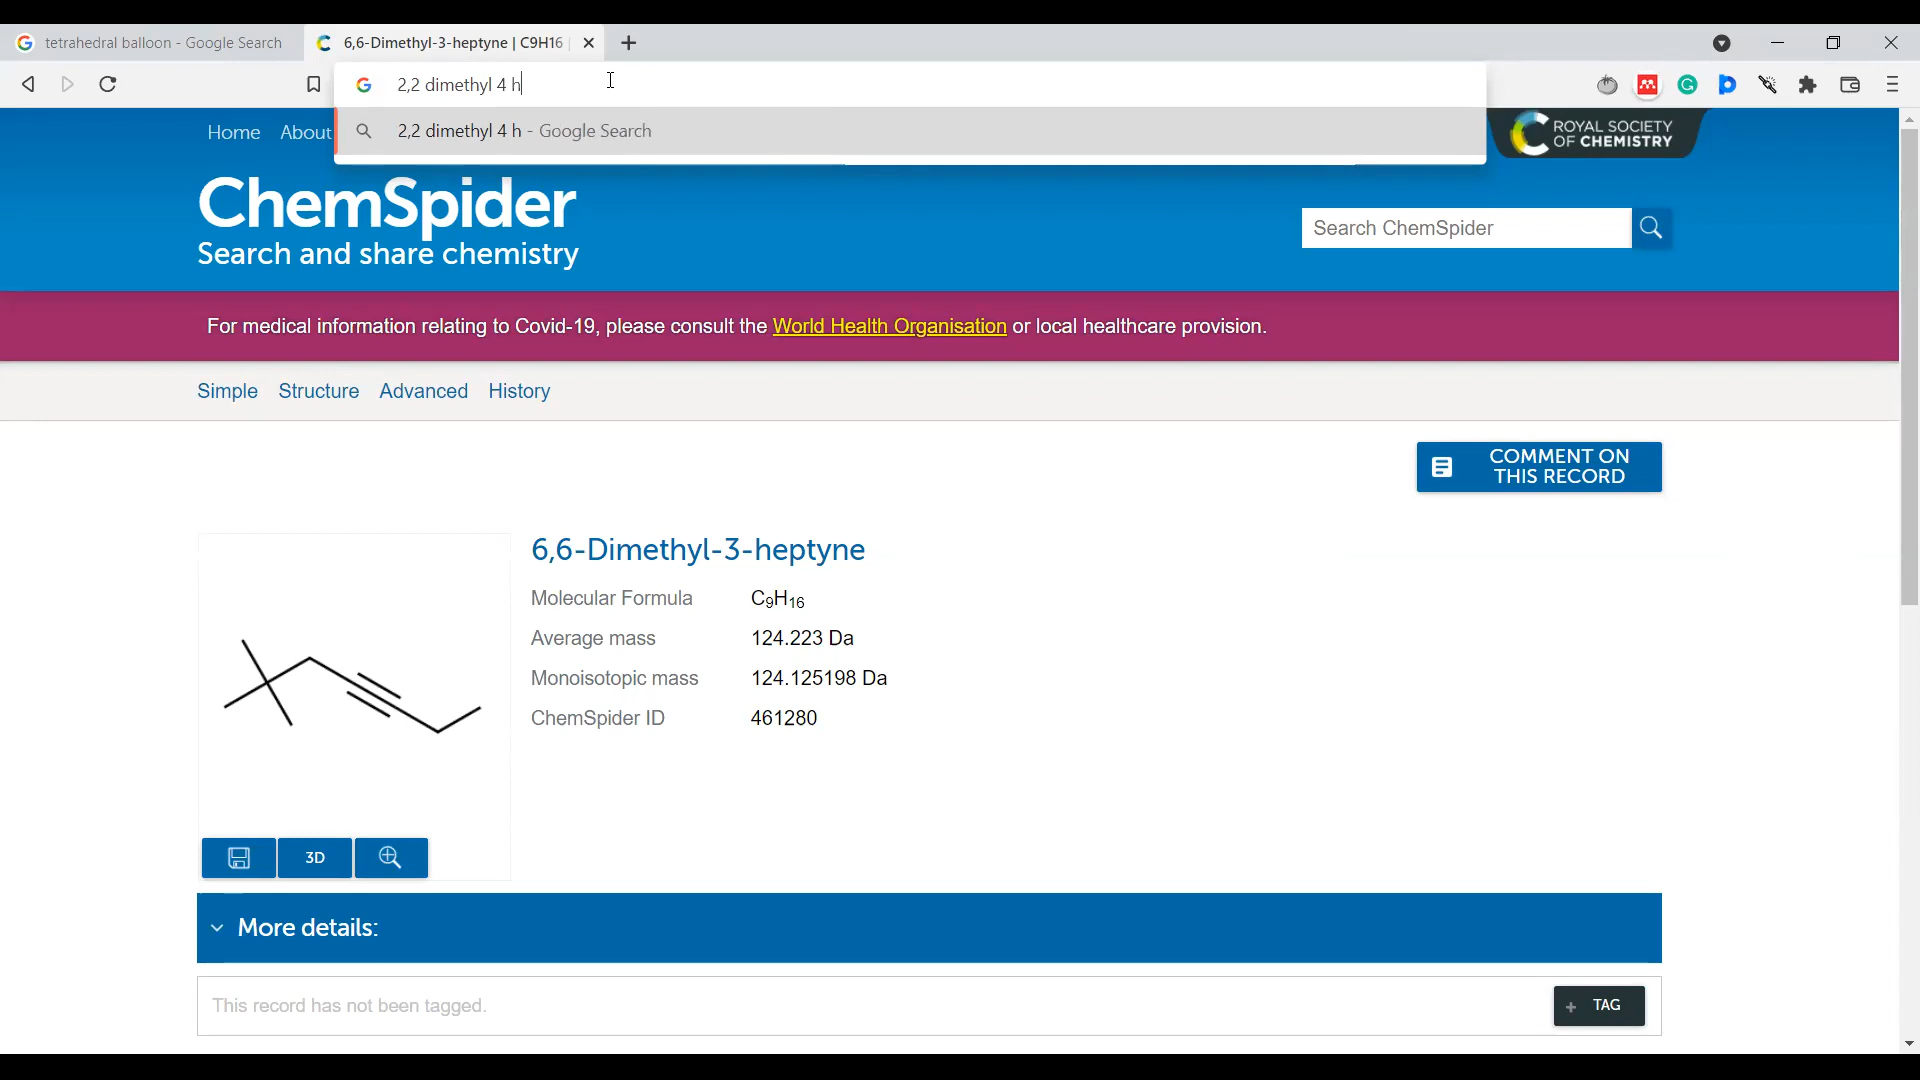 tetrahedral balloon - Google Search
6,6-Dimethyl-3-heptyne | C9H16
2,2 dimethyl 4 h
2,2 dimethyl 4 h - Google Search
Home About
ROYAL SOCIETY
OF CHEMISTRY
ChemSpider
Search and share chemistry
Search ChemSpider
For medical information relating to Covid-19, please consult the World Health Organisation or local healthcare provision.
Simple Structure Advanced History
COMMENT ON
THIS RECORD
6,6-Dimethyl-3-heptyne
Molecular Formula C₉H₁₆
Average mass 124.223 Da
Monoisotopic mass 124.125198 Da
ChemSpider ID 461280
3D
More details:
This record has not been tagged.
+ TAG